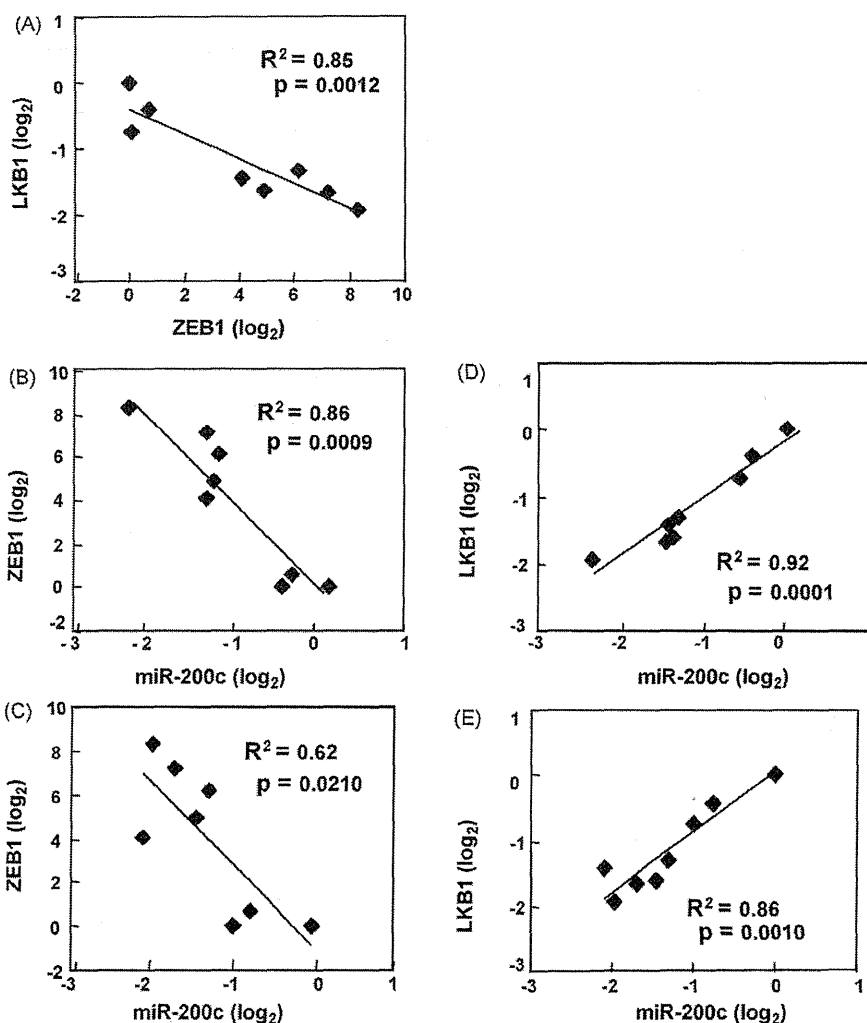 (A)
1
0
-1
-2
-3
LKB1 (log2)
R2 = 0.85
p = 0.0012
-2 0 2 4 6 8 10
ZEB1 (log2)
(B)
10
8
6
4
2
0
-2
ZEB1 (log2)
R2 = 0.86
p = 0.0009
-3 -2 -1 0 1
miR-200c (log2)
(C)
10
8
6
4
2
0
-2
ZEB1 (log2)
R2 = 0.62
p = 0.0210
-3 -2 -1 0 1
miR-200c (log2)
(D)
1
0
-1
-2
-3
LKB1 (log2)
R2 = 0.92
p = 0.0001
-3 -2 -1 0 1
miR-200c (log2)
(E)
1
0
-1
-2
-3
LKB1 (log2)
R2 = 0.86
p = 0.0010
-3 -2 -1 0 1
miR-200c (log2)